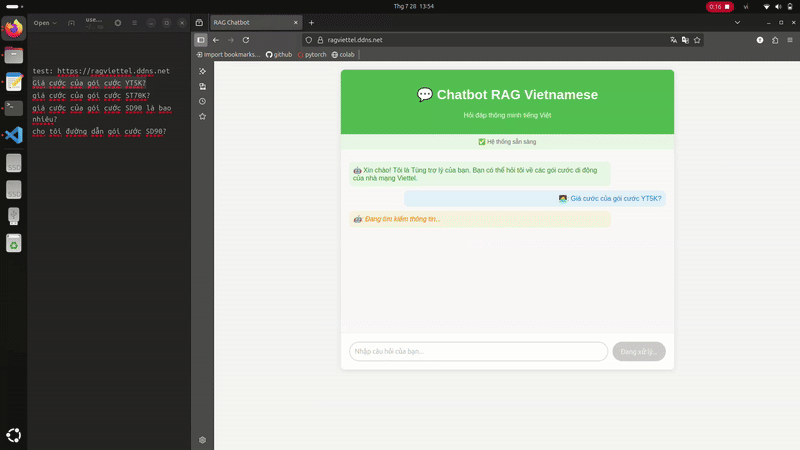 Thg 7 28 13:54
0:16
vi
Open
use...
RAG Chatbot
ragviettel.ddns.net
Import bookmarks...
github
pytorch
colab
test: https://ragviettel.ddns.net
Giá cước của gói cước YT5K?
giá cước của gói cước ST70K?
giá cước của gói cước SD90 là bao
nhiêu?
cho tôi đường dẫn gói cước SD90?
Chatbot RAG Vietnamese
Hỏi đáp thông minh tiếng Việt
Hệ thống sẵn sàng
Xin chào! Tôi là Tùng trợ lý của bạn. Bạn có thể hỏi tôi về các gói cước di động
của nhà mạng Viettel.
: Giá cước của gói cước YT5K?
: Đang tìm kiếm thông tin...
Nhập câu hỏi của bạn...
Đang xử lý...